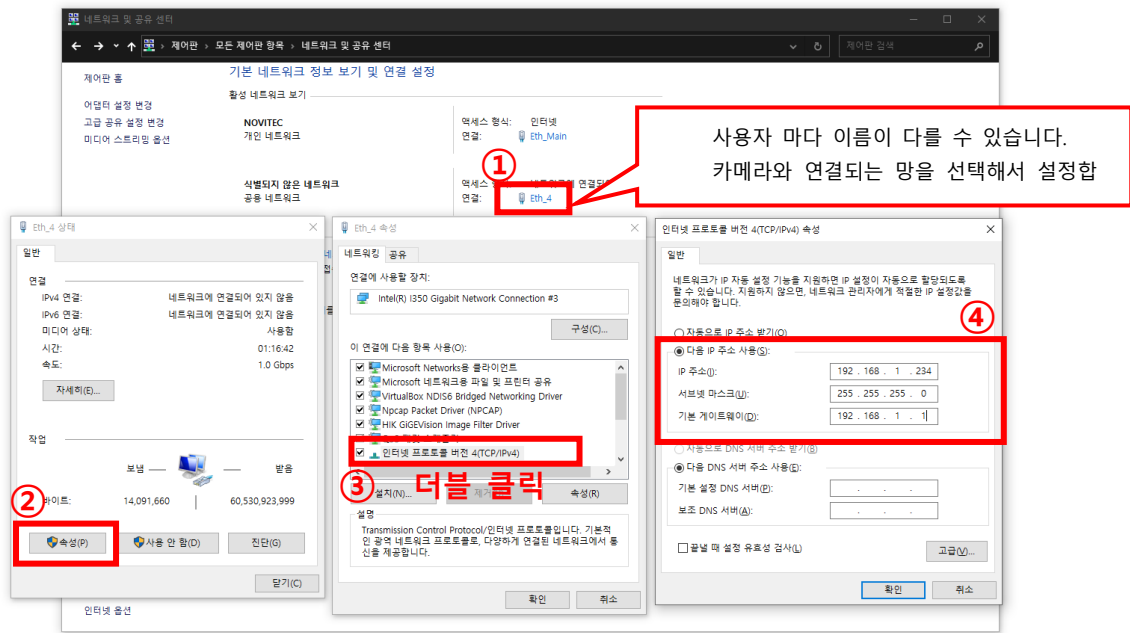 네트워크 및 공유 센터
제어판 › 모든 제어판 항목 › 네트워크 및 공유 센터
제어판 검색
제어판 홈
어댑터 설정 변경
고급 공유 설정 변경
미디어 스트리밍 옵션
기본 네트워크 정보 보기 및 연결 설정
활성 네트워크 보기
NOVITEC
개인 네트워크
액세스 형식: 인터넷
연결: Eth_Main
식별되지 않은 네트워크
공용 네트워크
액세스
연결: Eth_4
①
사용자 마다 이름이 다를 수 있습니다.
카메라와 연결되는 망을 선택해서 설정합
Eth_4 상태
일반
연결
IPv4 연결: 네트워크에 연결되어 있지 않음
IPv6 연결: 네트워크에 연결되어 있지 않음
미디어 상태: 사용함
시간: 01:16:42
속도: 1.0 Gbps
자세히(E)...
작업
보냄 — — 받음
바이트: 14,091,660 | 60,530,923,999
②
속성(P)
사용 안 함(D)
진단(G)
닫기(C)
인터넷 옵션
Eth_4 속성
네트워킹 공유
연결에 사용할 장치:
Intel(R) I350 Gigabit Network Connection #3
구성(C)...
이 연결에 다음 항목 사용(O):
Microsoft Networks용 클라이언트
Microsoft 네트워크용 파일 및 프린터 공유
VirtualBox NDIS6 Bridged Networking Driver
Npcap Packet Driver (NPCAP)
HIK GiGEVision Image Filter Driver
인터넷 프로토콜 버전 4(TCP/IPv4)
③ 더블 클릭
설치(N)...
속성(R)
설명
Transmission Control Protocol/인터넷 프로토콜입니다. 기본적
인 광역 네트워크 프로토콜로, 다양하게 연결된 네트워크에서 통
신을 제공합니다.
확인
취소
인터넷 프로토콜 버전 4(TCP/IPv4) 속성
일반
네트워크가 IP 자동 설정 기능을 지원하면 IP 설정이 자동으로 할당되도록
할 수 있습니다. 지원하지 않으면, 네트워크 관리자에게 적절한 IP 설정값을
문의해야 합니다.
④
자동으로 IP 주소 받기(O)
다음 IP 주소 사용(S):
IP 주소(I): 192 . 168 . 1 . 234
서브넷 마스크(U): 255 . 255 . 255 . 0
기본 게이트웨이(D): 192 . 168 . 1 . 1
자동으로 DNS 서버 주소 받기(B)
다음 DNS 서버 주소 사용(E):
기본 설정 DNS 서버(P): . . .
보조 DNS 서버(A): . . .
끝낼 때 설정 유효성 검사(L)
고급(V)...
확인
취소